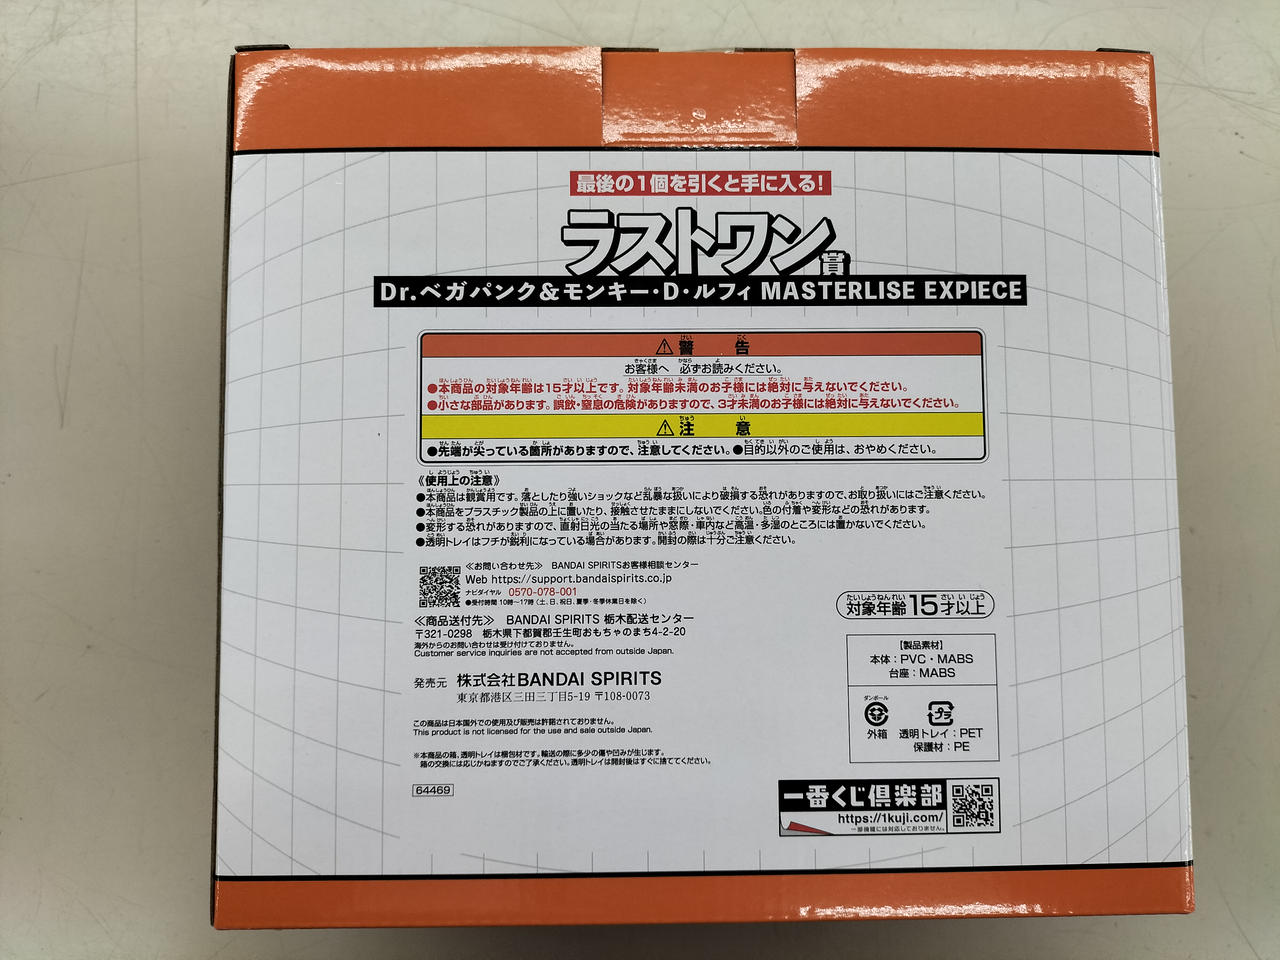 最後の1個を引くと手に入る!
ラストワン賞
Dr.ベガパンク&モンキー・D・ルフィ MASTERLISE EXPIECE
⚠警告
お客様へ 必ずお読みください。
●本商品の対象年齢は15才以上です。対象年齢未満のお子様には絶対に与えないでください。
●小さな部品があります。誤飲・窒息の危険がありますので、3才未満のお子様には絶対に与えないでください。
⚠注意
●先端が尖っている箇所がありますので、注意してください。●目的以外のご使用は、おやめください。
《使用上の注意》
●本商品は観賞用です。落としたり強いショックなど乱暴な扱いにより破損する恐れがありますので、お取り扱いにはご注意ください。
●本商品をプラスチック製品の上に置いたり、接触させたままにしないでください。色の付着や変形などの恐れがあります。
●変形する恐れがありますので、直射日光の当たる場所や窓際・車内など高温・多湿のところには置かないでください。
●透明トレイはフチが鋭利になっている場合があります。開封の際は十分ご注意ください。
≪お問い合わせ先≫ BANDAI SPIRITSお客様相談センター
Web https://support.bandaispirits.co.jp
ナビダイヤル 0570-078-001
●受付時間 10時~17時(土、日、祝日、夏季・冬季休業日を除く)
≪商品送付先≫ BANDAI SPIRITS 栃木配送センター
〒321-0298 栃木県下都賀郡壬生町おもちゃのまち4-2-20
海外からのお問い合わせは受け付けておりません。
Customer service inquiries are not accepted from outside Japan.
発売元 株式会社BANDAI SPIRITS
東京都港区三田三丁目5-19 〒108-0073
この商品は日本国外での使用及び販売は許諾されておりません。
This product is not licensed for the use and sale outside Japan.
※本商品の箱、透明トレイは梱包材です。輸送の際に多少の傷や凹みが生じます。
箱の交換には応じかねますのでご了承ください。透明トレイは開封後はすぐに捨ててください。
64469
対象年齢15才以上
【製品素材】
本体:PVC・MABS
台座:MABS
ダンボール
外箱
プラ
透明トレイ:PET
保護材:PE
一番くじ倶楽部
https://1kuji.com/
一部機種には対応しておりません。